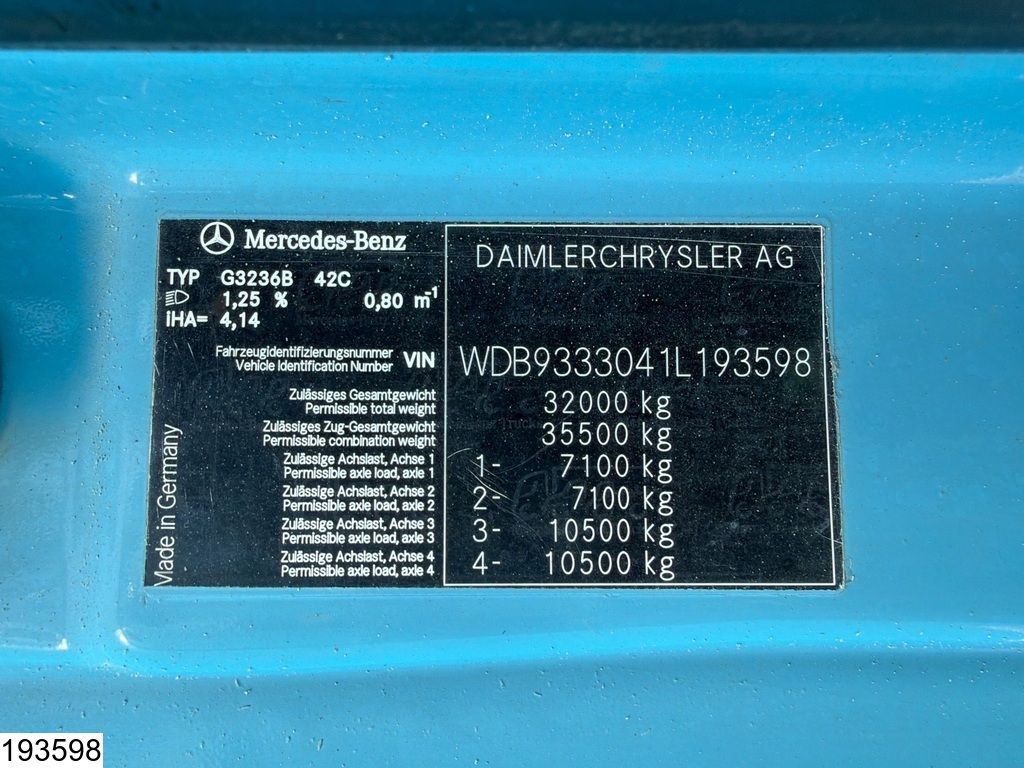 Mercedes-Benz
DAIMLERCHRYSLER AG
TYP G3236B 42C
1,25 % 0,80 m-1
iHA= 4,14
Fahrzeugidentifizierungsnummer
Vehicle Identification Number VIN WDB9333041L193598
Zulässiges Gesamtgewicht
Permissible total weight 32000 kg
Zulässiges Zug-Gesamtgewicht
Permissible combination weight 35500 kg
Zulässige Achslast, Achse 1
Permissible axle load, axle 1 1- 7100 kg
Zulässige Achslast, Achse 2
Permissible axle load, axle 2 2- 7100 kg
Zulässige Achslast, Achse 3
Permissible axle load, axle 3 3- 10500 kg
Zulässige Achslast, Achse 4
Permissible axle load, axle 4 4- 10500 kg
Made in Germany
193598